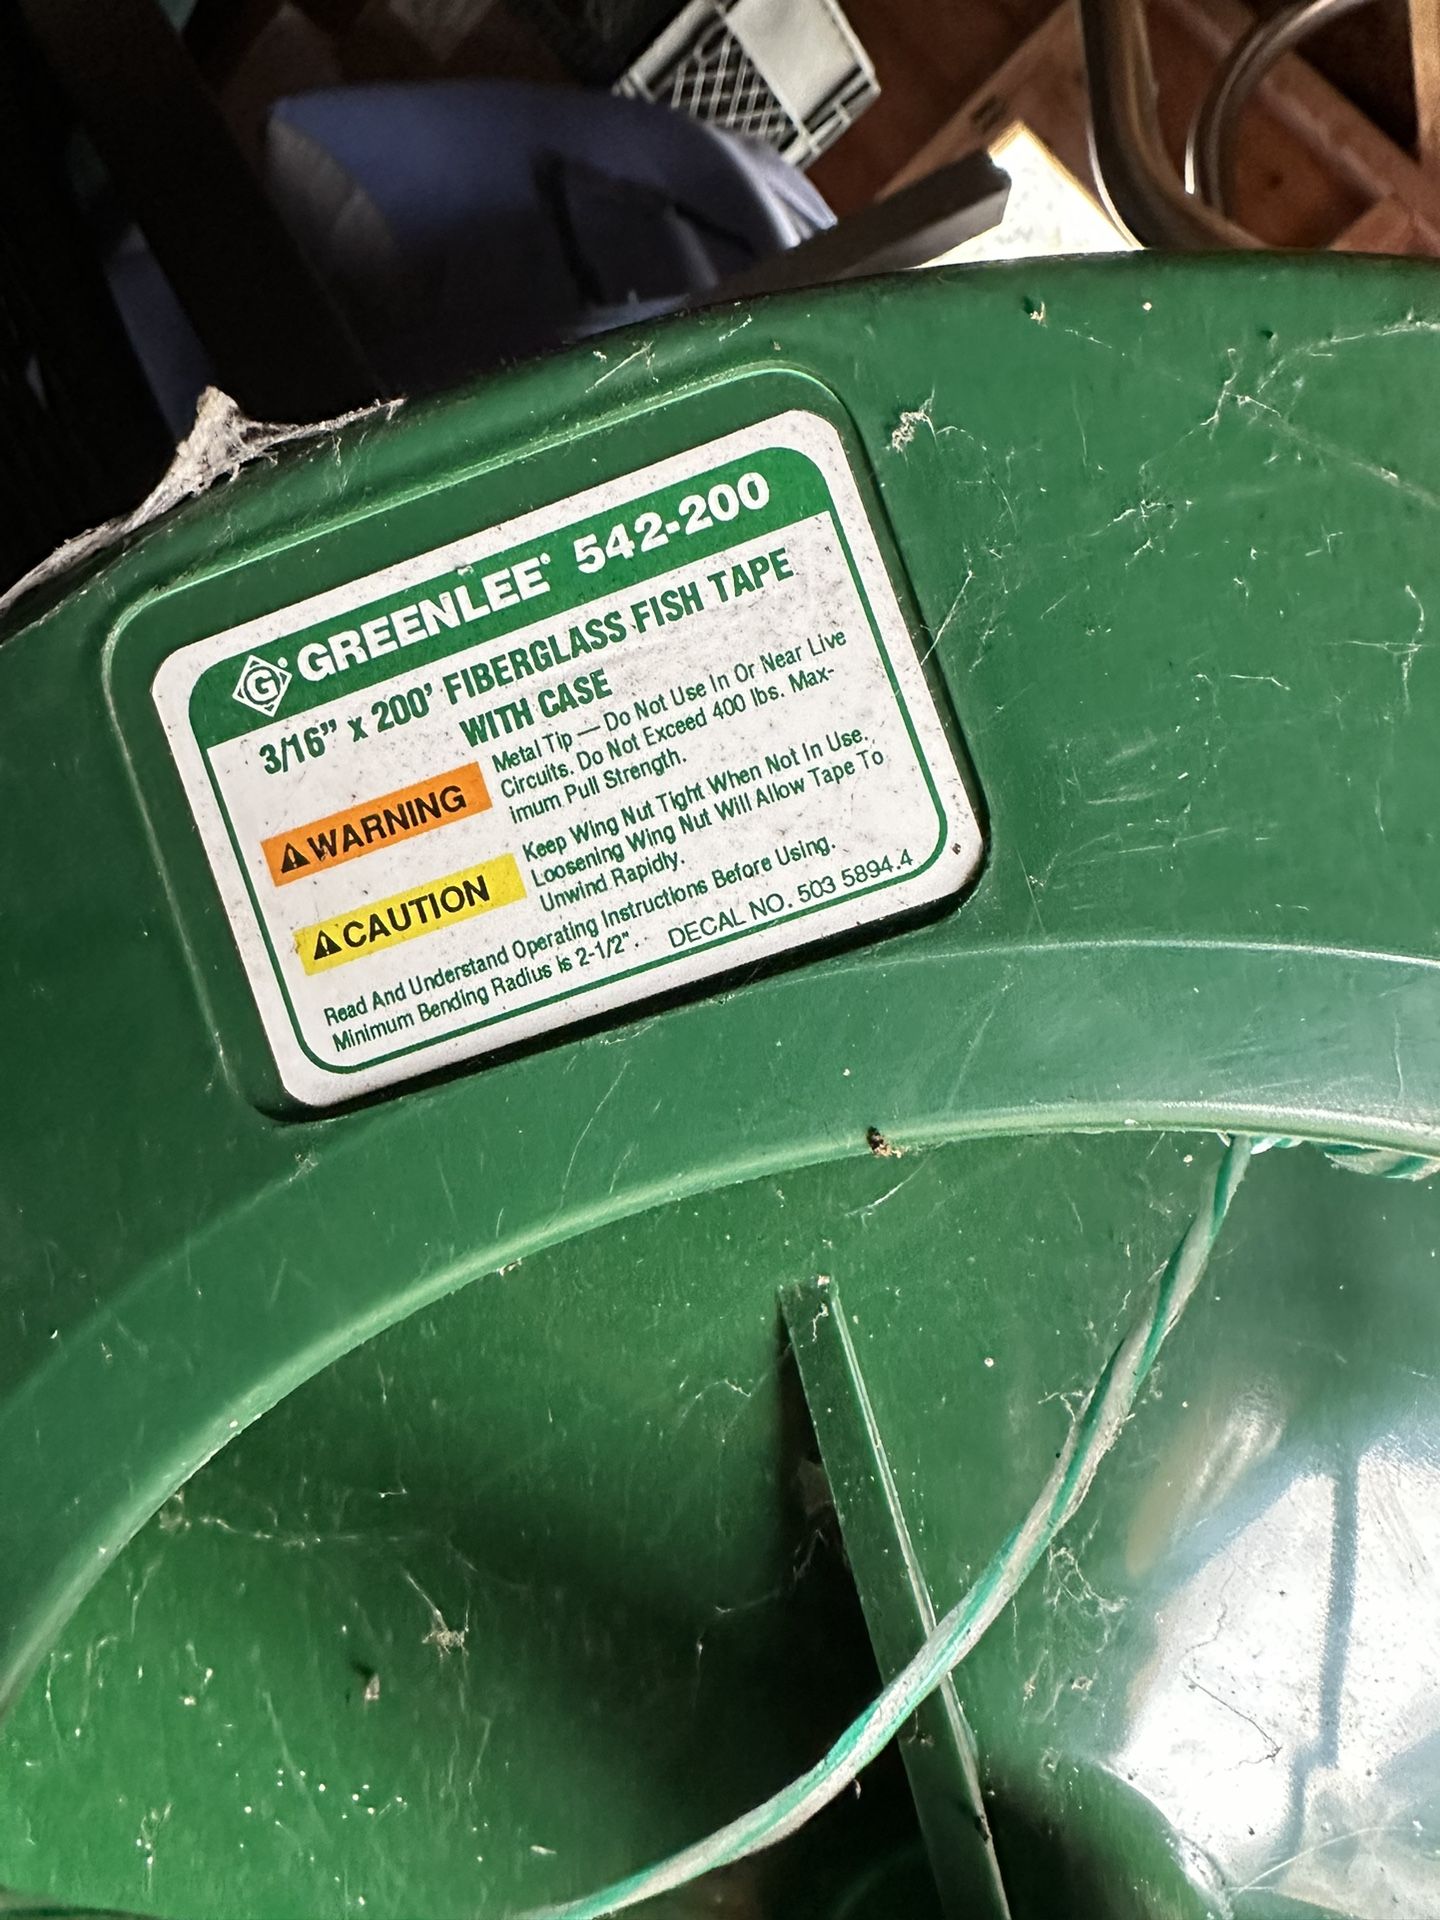 G® GREENLEE® 542-200
3/16" x 200' FIBERGLASS FISH TAPE
WITH CASE
WARNING
Metal Tip — Do Not Use In Or Near Live
Circuits. Do Not Exceed 400 lbs. Max-
imum Pull Strength.
CAUTION
Keep Wing Nut Tight When Not In Use.
Loosening Wing Nut Will Allow Tape To
Unwind Rapidly.
Read And Understand Operating Instructions Before Using.
Minimum Bending Radius is 2-1/2".
DECAL NO. 503 5894.4